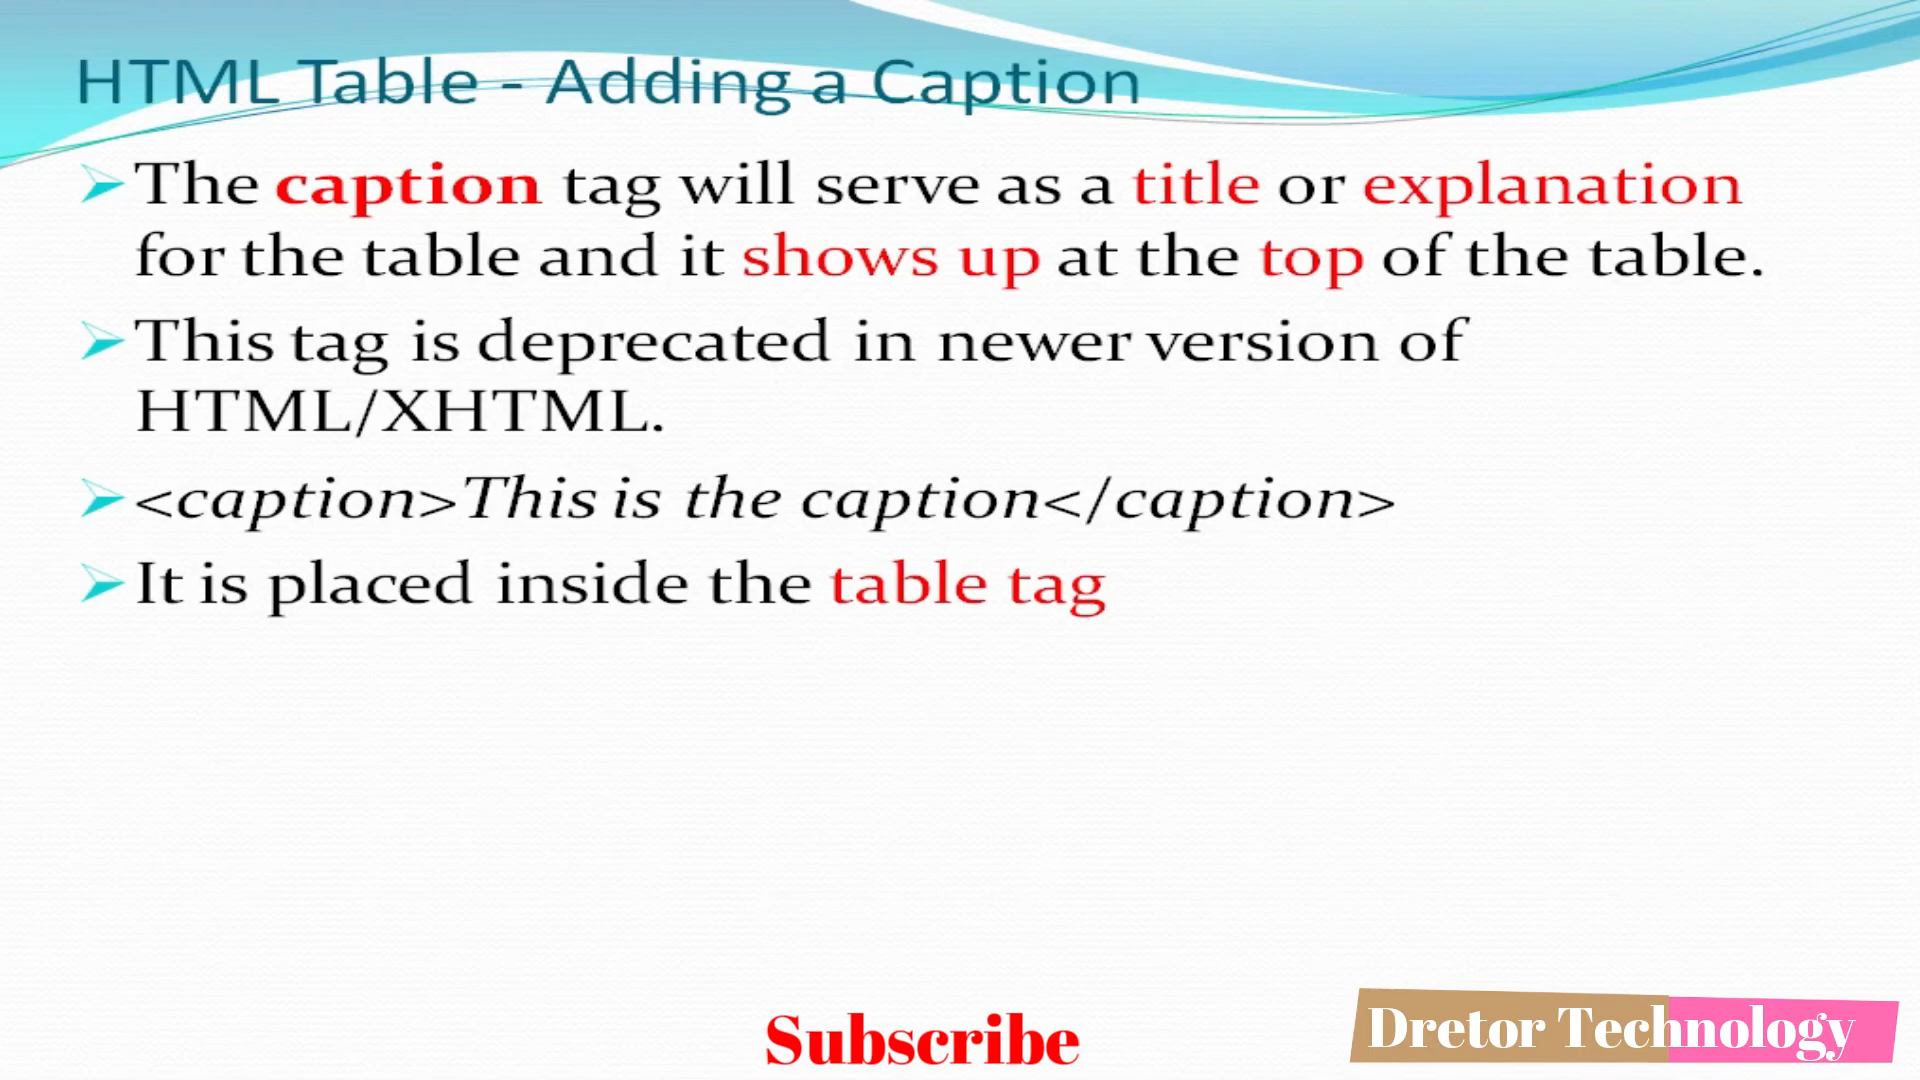 HTML Table - Adding a Caption
The caption tag will serve as a title or explanation
for the table and it shows up at the top of the table.
This tag is deprecated in newer version of
HTML/XHTML.
<caption>This is the caption</caption>
It is placed inside the table tag
Subscribe
Dretor Technology